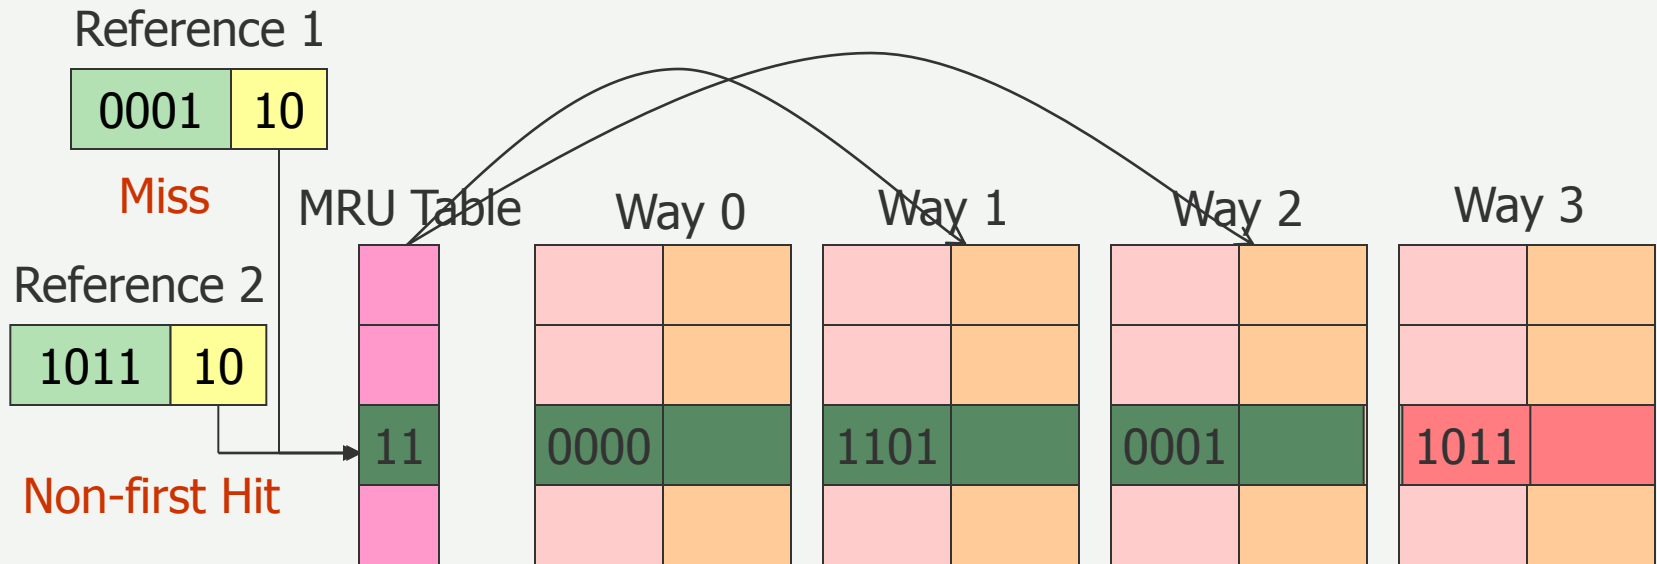 Reference 1
0001 10
Miss
MRU Table Way 0 Way 1 Way 2 Way 3
Reference 2
1011 10
11 0000 1101 0001 1011
Non-first Hit